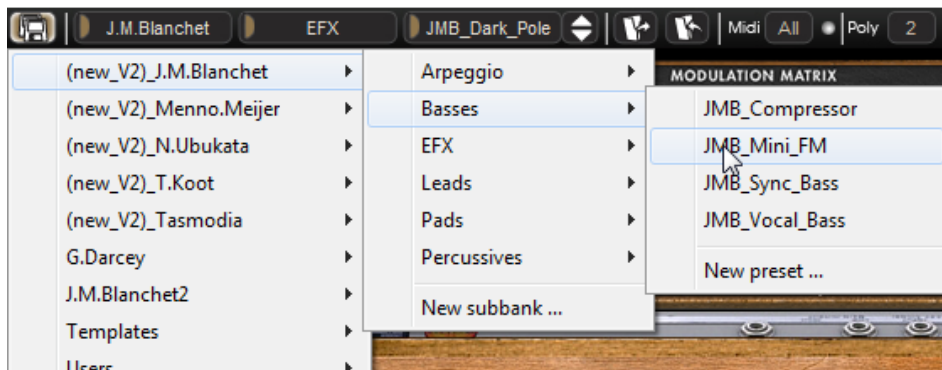 J.M.Blanchet EFX JMB_Dark_Pole Midi All Poly 2
MODULATION MATRIX
(new_V2)_J.M.Blanchet
(new_V2)_Menno.Meijer
(new_V2)_N.Ubukata
(new_V2)_T.Koot
(new_V2)_Tasmodia
G.Darcey
J.M.Blanchet2
Templates
Users
Arpeggio
Basses
EFX
Leads
Pads
Percussives
New subbank ...
JMB_Compressor
JMB_Mini_FM
JMB_Sync_Bass
JMB_Vocal_Bass
New preset ...